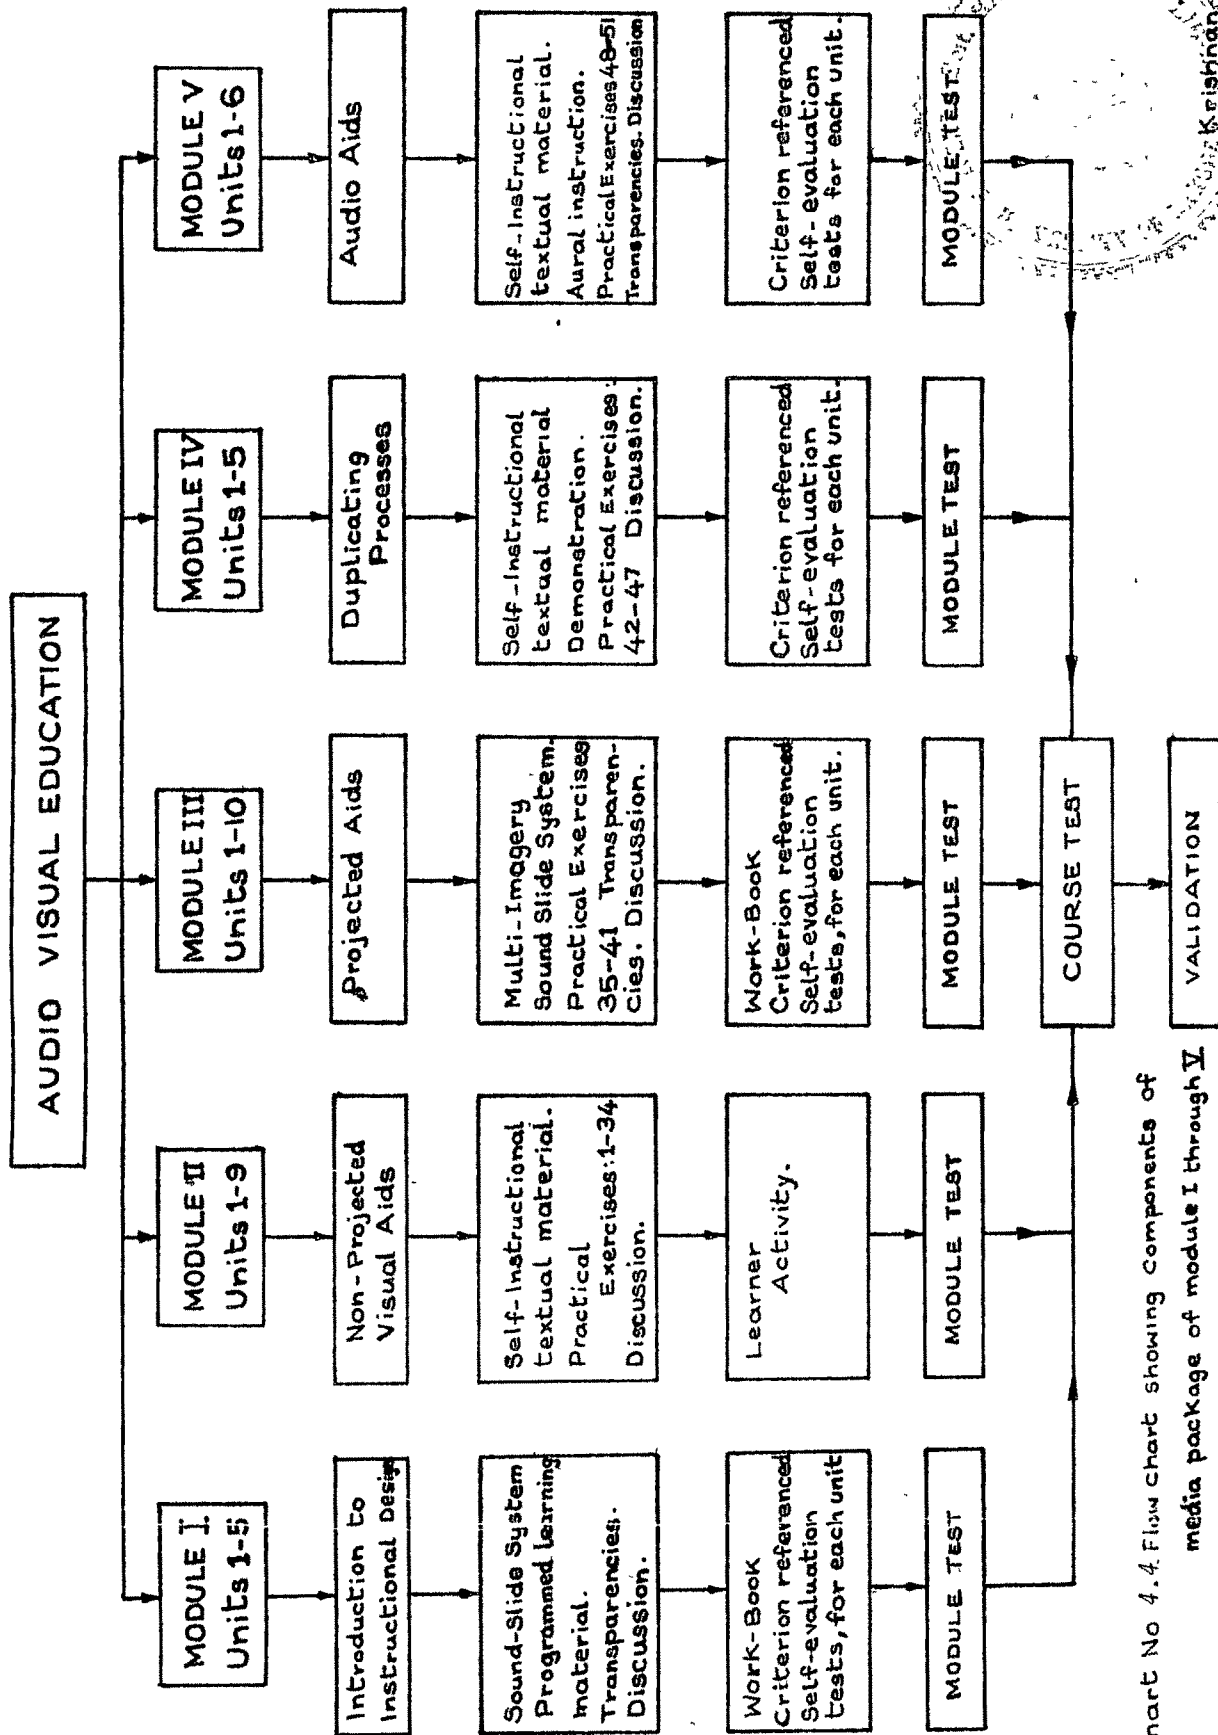 AUDIO VISUAL EDUCATION
MODULE I
Units 1-5
Introduction to
Instructional Design
Sound-Slide System
Programmed learning
material.
Transparencies.
Discussion.
Work-Book
Criterion referenced
Self-evaluation
tests, for each unit
MODULE TEST
MODULE II
Units 1-9
Non-Projected
Visual Aids
Self-Instructional
textual material.
Practical
Exercises:1-34
Discussion.
Learner
Activity.
MODULE TEST
MODULE III
Units 1-10
Projected Aids
Multi-Imagery
Sound Slide System.
Practical Exercises
35-41 Transparen-
cies. Discussion.
Work-Book
Criterion referenced
Self-evaluation
tests, for each unit.
MODULE TEST
MODULE IV
Units 1-5
Duplicating
Processes
Self-Instructional
textual material
Demonstration.
Practical Exercises:
42-47 Discussion.
Criterion referenced
Self-evaluation
tests for each unit.
MODULE TEST
MODULE V
Units 1-6
Audio Aids
Self-Instructional
textual material.
Aural instruction.
Practical Exercises 48-51
Transparencies. Discussion
Criterion referenced
Self-evaluation
tests for each unit.
MODULE TEST
COURSE TEST
VALIDATION
hart No 4.4 Flow chart showing components of
media package of module I through V
Krishnan